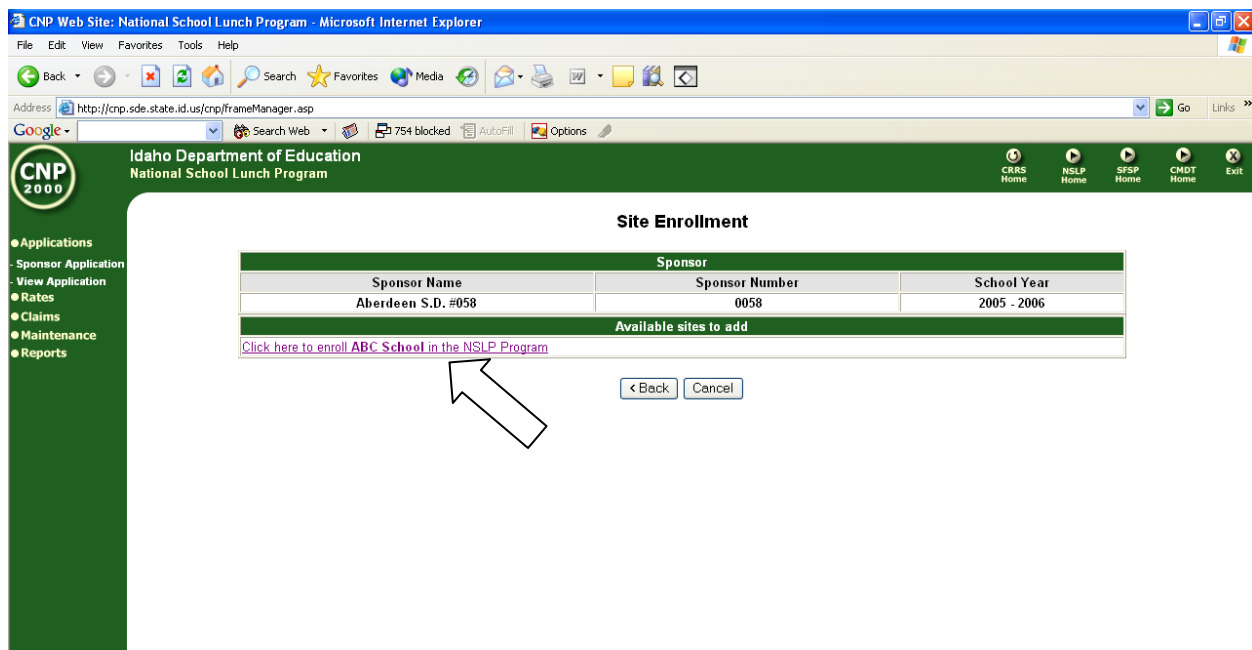 CNP Web Site: National School Lunch Program - Microsoft Internet Explorer
File Edit View Favorites Tools Help
Back Search Favorites Media
Address http://cnp.sde.state.id.us/cnp/frameManager.asp Go Links »
Google Search Web 754 blocked AutoFill Options
CNP 2000
Idaho Department of Education
National School Lunch Program
CRRS Home NSLP Home SFSP Home CMDT Home Exit
Applications
- Sponsor Application
- View Application
Rates
Claims
Maintenance
Reports
Site Enrollment
Sponsor
Sponsor Name Sponsor Number School Year
Aberdeen S.D. #058 0058 2005 - 2006
Available sites to add
Click here to enroll ABC School in the NSLP Program
< Back Cancel